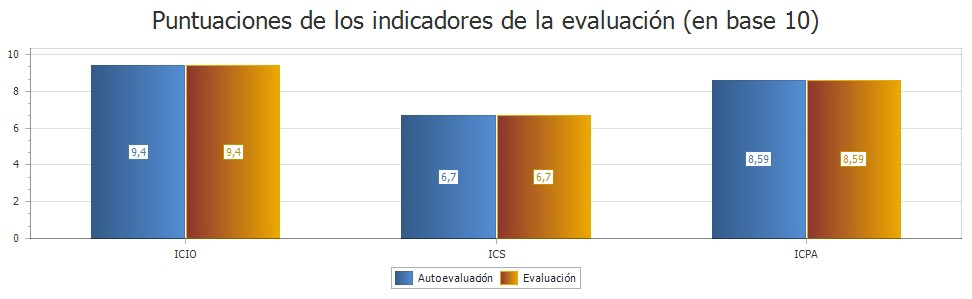 Puntuaciones de los indicadores de la evaluación (en base 10)
10
8
6
4
2
0
9,4
9,4
6,7
6,7
8,59
8,59
ICIO
ICS
ICPA
Autoevaluación
Evaluación